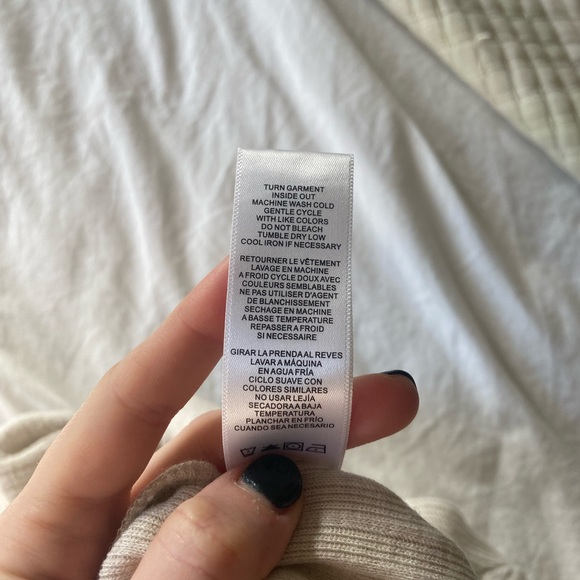 TURN GARMENT
INSIDE OUT
MACHINE WASH COLD
GENTLE CYCLE
WITH LIKE COLORS
DO NOT BLEACH
TUMBLE DRY LOW
COOL IRON IF NECESSARY
RETOURNER LE VÊTEMENT
LAVAGE EN MACHINE
A FROID CYCLE DOUX AVEC
COULEURS SEMBLABLES
NE PAS UTILISER D'AGENT
DE BLANCHISSEMENT
SECHAGE EN MACHINE
A BASSE TEMPERATURE
REPASSER A FROID
SI NECESSAIRE
GIRAR LA PRENDA AL REVES
LAVAR A MÁQUINA
EN AGUA FRÍA
CICLO SUAVE CON
COLORES SIMILARES
NO USAR LEJÍA
SECADORA A BAJA
TEMPERATURA
PLANCHAR EN FRÍO
CUANDO SEA NECESARIO